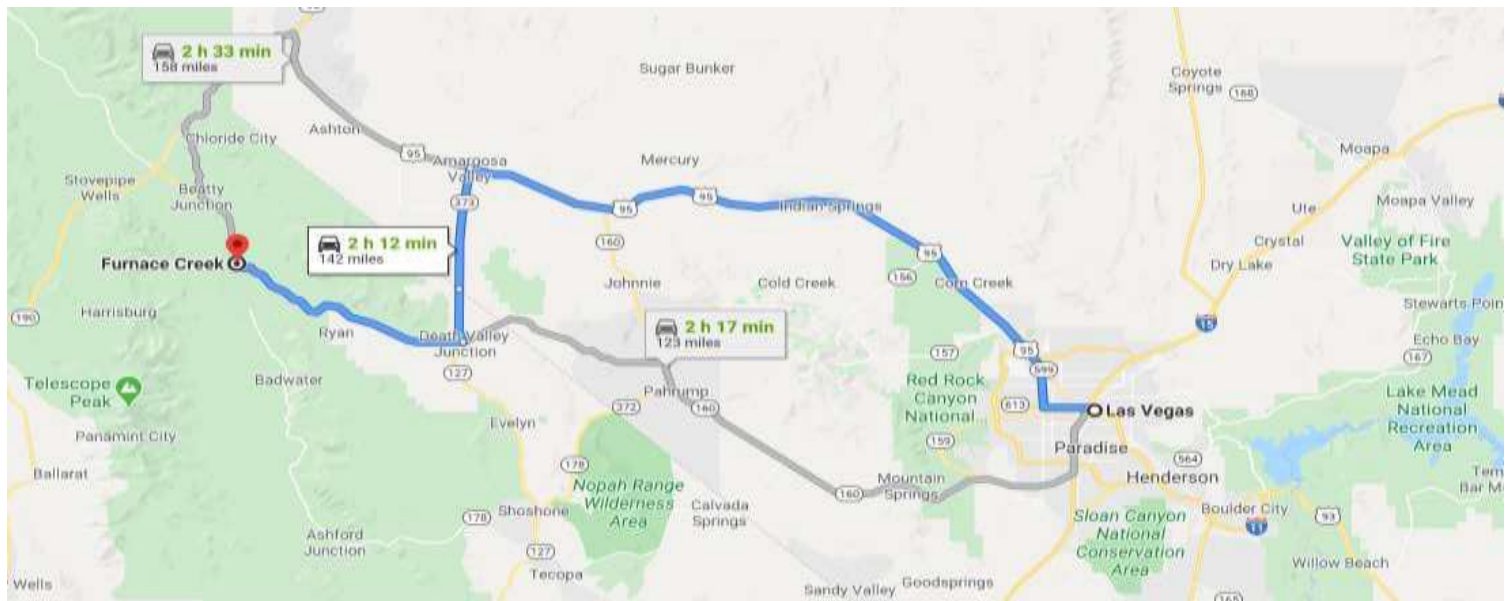 2 h 33 min
158 miles
Sugar Bunker
Coyote
Springs
168
Chloride City
Ashton
95
Amargosa
Valley
Mercury
Moapa
Stovepipe
Wells
Beatty
Junction
373
95
95
Indian Springs
Ute
Moapa Valley
160
2 h 12 min
142 miles
95
Crystal
Valley of Fire
State Park
Furnace Creek
156
Corn Creek
Dry Lake
Johnnie
Cold Creek
Harrisburg
190
Ryan
Death Valley
Junction
2 h 17 min
123 miles
15
Stewarts Poin
Echo Bay
95
157
167
599
127
Telescope
Peak
Badwater
Pahrump
372
160
Red Rock
Canyon
National...
613
Las Vegas
Lake Mead
National
Recreation
Area
Panamint City
Evelyn
159
Paradise
564
Ballarat
178
Nopah Range
Wilderness
Area
Mountain
Springs
160
Henderson
Tem
Bar M
Calvada
Springs
Shoshone
178
Ashford
Junction
127
Sloan Canyon
National
Conservation
Area
Boulder City
11
93
Willow Beach
Wells
Tecopa
Sandy Valley
Goodsprings
165